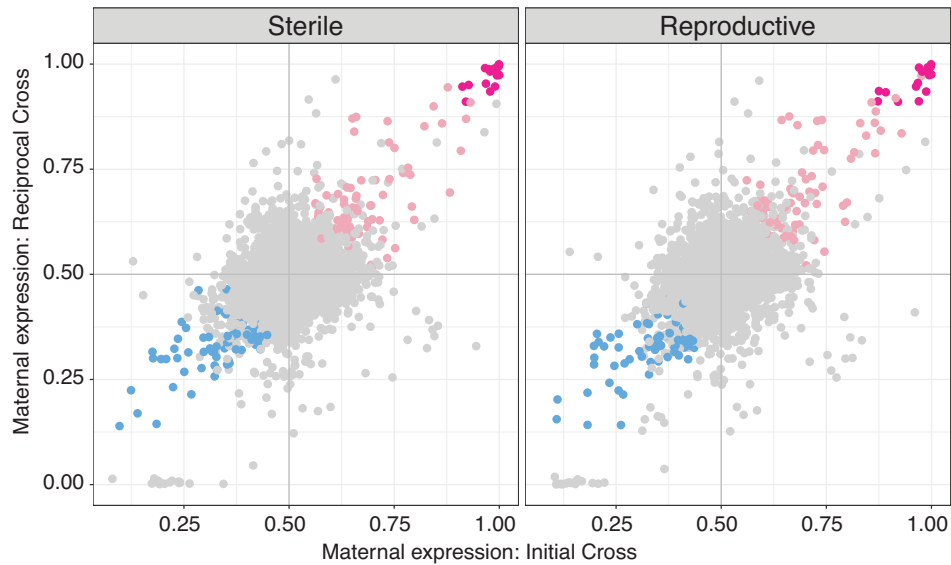 Sterile
Reproductive
Maternal expression: Reciprocal Cross
1.00
0.75
0.50
0.25
0.00
0.25 0.50 0.75 1.00
0.25 0.50 0.75 1.00
Maternal expression: Initial Cross